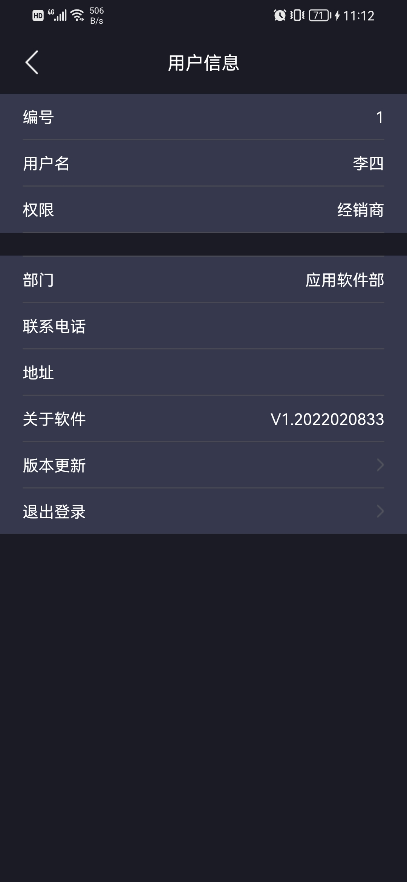 HD 4G 506 B/s 71 11:12
用户信息
编号 1
用户名 李四
权限 经销商
部门 应用软件部
联系电话
地址
关于软件 V1.2022020833
版本更新
退出登录